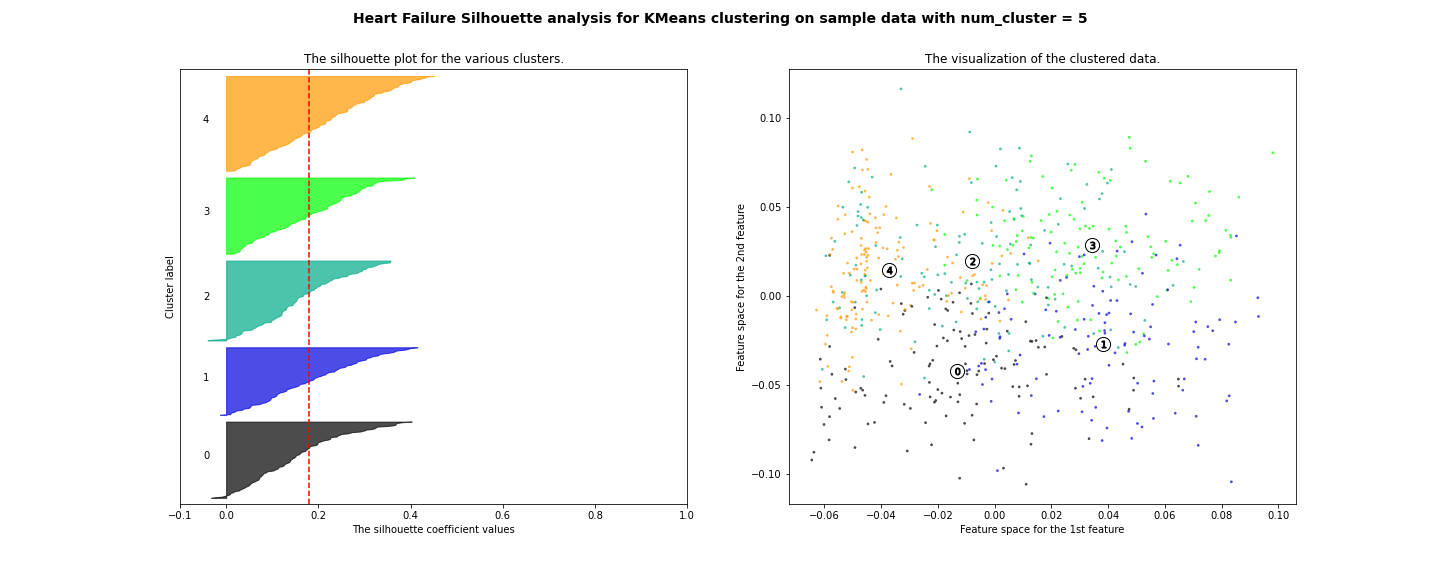 Heart Failure Silhouette analysis for KMeans clustering on sample data with num_cluster = 5
The silhouette plot for the various clusters.
Cluster label
4
3
2
1
0
−0.1 0.0 0.2 0.4 0.6 0.8 1.0
The silhouette coefficient values
The visualization of the clustered data.
Feature space for the 2nd feature
0.10
0.05
0.00
−0.05
−0.10
3
2
4
1
0
−0.06 −0.04 −0.02 0.00 0.02 0.04 0.06 0.08 0.10
Feature space for the 1st feature